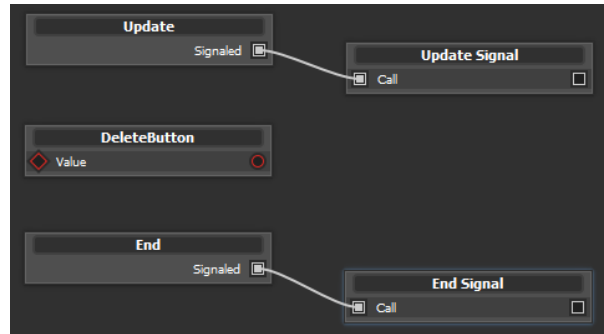 Update
Signaled
Update Signal
Call
DeleteButton
Value
End
Signaled
End Signal
Call